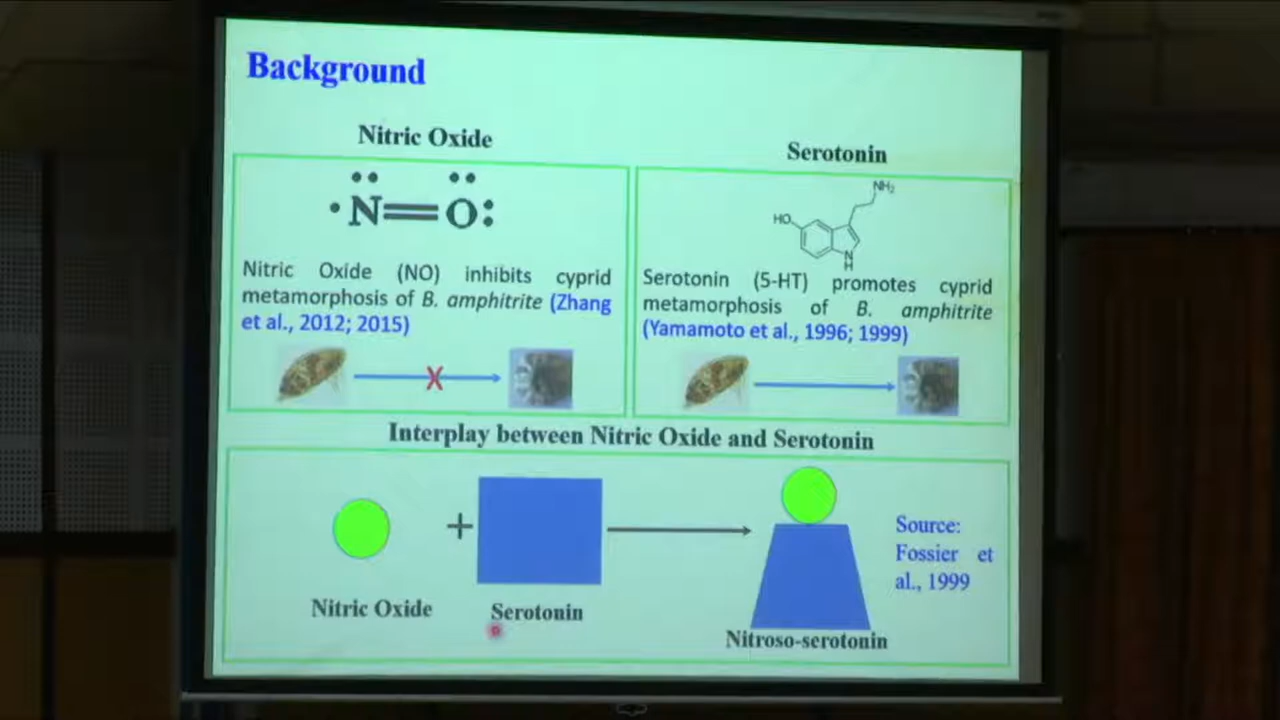 Background
Nitric Oxide
•N=O:
Nitric Oxide (NO) inhibits cyprid
metamorphosis of B. amphitrite (Zhang
et al., 2012; 2015)
X
Serotonin
NH₂
HO
N
H
Serotonin (5-HT) promotes cyprid
metamorphosis of B. amphitrite
(Yamamoto et al., 1996; 1999)
Interplay between Nitric Oxide and Serotonin
+
Nitric Oxide
Serotonin
Nitroso-serotonin
Source:
Fossier et
al., 1999